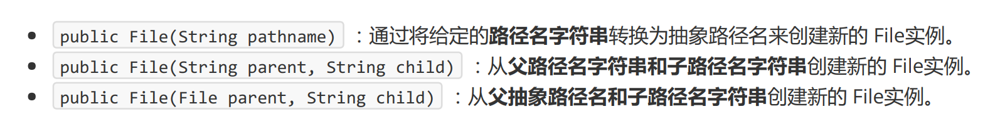 • public File(String pathname) ：通过将给定的路径名字符串转换为抽象路径名来创建新的 File实例。
• public File(String parent, String child) ：从父路径名字符串和子路径名字符串创建新的 File实例。
• public File(File parent, String child) ：从父抽象路径名和子路径名字符串创建新的 File实例。